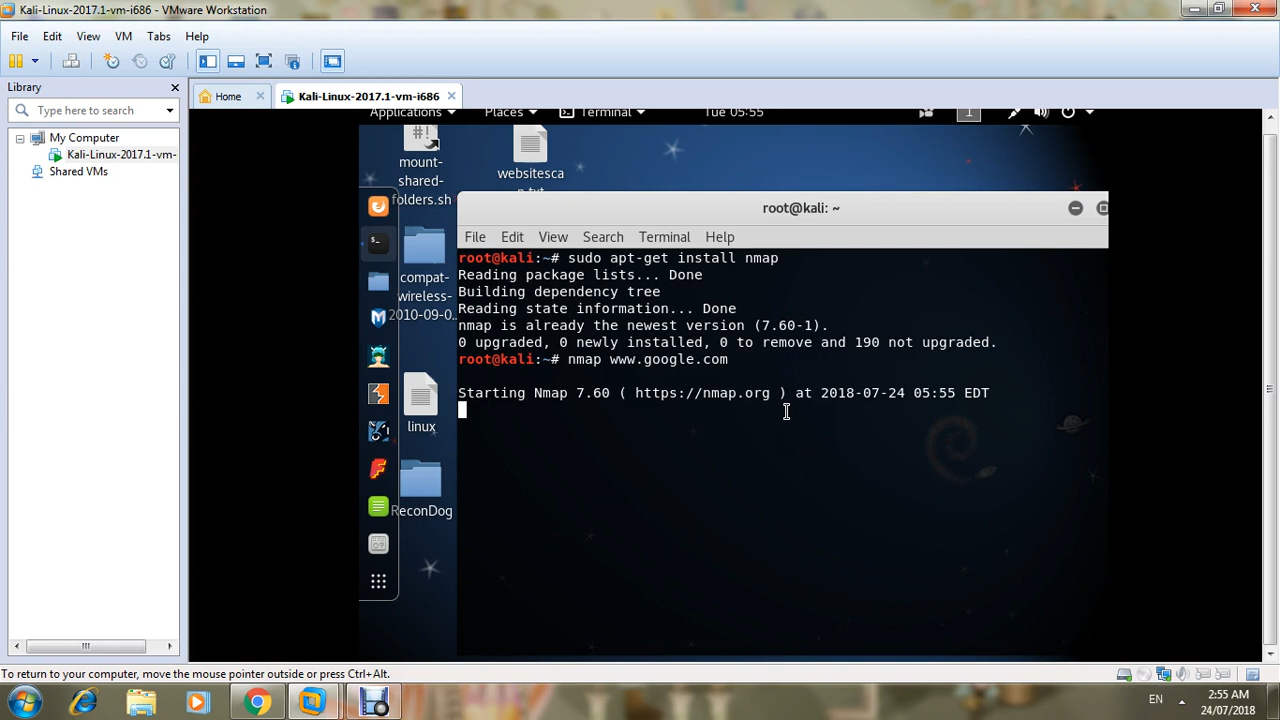 Kali-Linux-2017.1-vm-i686 - VMware Workstation
File Edit View VM Tabs Help
Library
Type here to search
My Computer
Kali-Linux-2017.1-vm-
Shared VMs
Home
Kali-Linux-2017.1-vm-i686
Applications Places Terminal Tue 05:55 1
#!
mount-
shared-
folders.sh
websitesca
n.txt
compat-
wireless-
2010-09-0...
linux
ReconDog
root@kali: ~
File Edit View Search Terminal Help
root@kali:~# sudo apt-get install nmap
Reading package lists... Done
Building dependency tree
Reading state information... Done
nmap is already the newest version (7.60-1).
0 upgraded, 0 newly installed, 0 to remove and 190 not upgraded.
root@kali:~# nmap www.google.com
Starting Nmap 7.60 ( https://nmap.org ) at 2018-07-24 05:55 EDT
To return to your computer, move the mouse pointer outside or press Ctrl+Alt.
EN
2:55 AM
24/07/2018